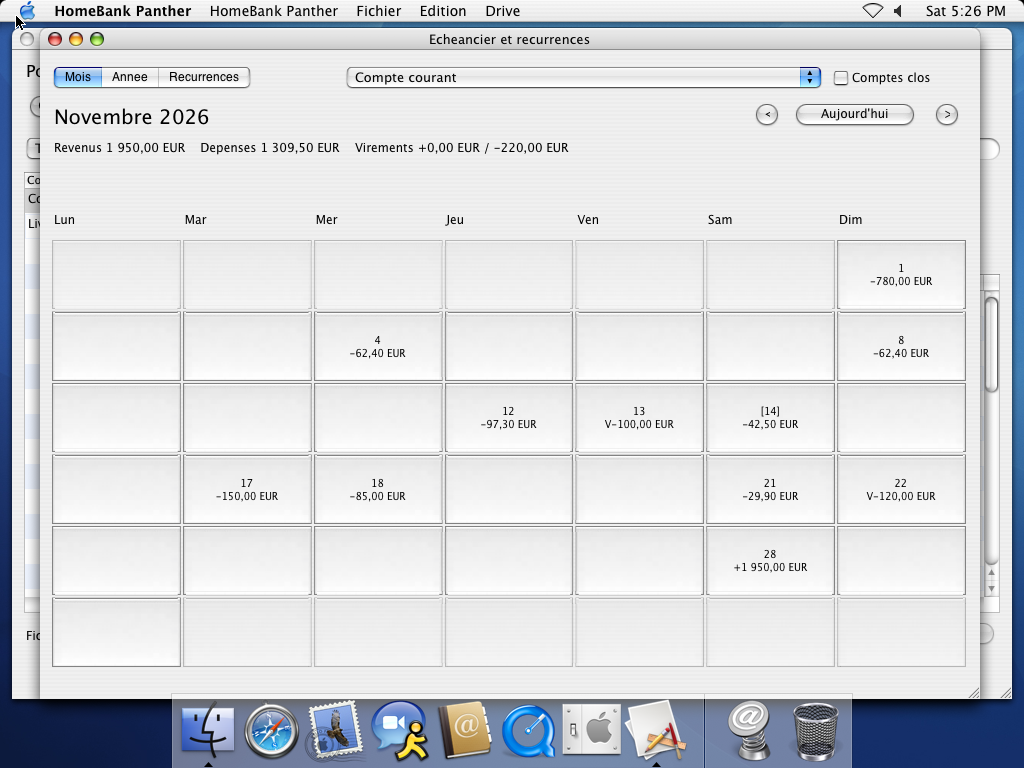 HomeBank Panther HomeBank Panther Fichier Edition Drive Sat 5:26 PM
Echeancier et recurrences
Mois Annee Recurrences Compte courant Comptes clos
Novembre 2026 < Aujourd'hui >
Revenus 1 950,00 EUR Depenses 1 309,50 EUR Virements +0,00 EUR / -220,00 EUR
Lun Mar Mer Jeu Ven Sam Dim
1
-780,00 EUR
4
-62,40 EUR
8
-62,40 EUR
12
-97,30 EUR
13
V-100,00 EUR
[14]
-42,50 EUR
17
-150,00 EUR
18
-85,00 EUR
21
-29,90 EUR
22
V-120,00 EUR
28
+1 950,00 EUR